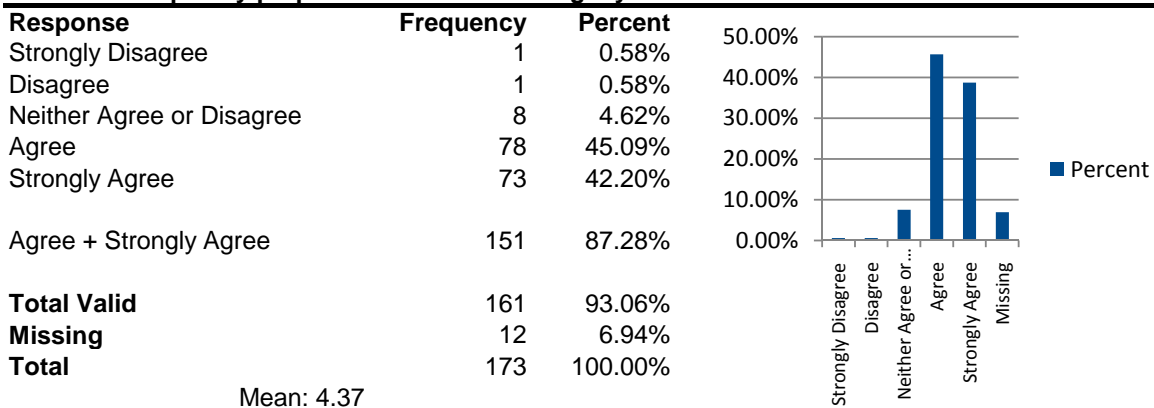 Response Frequency Percent
Strongly Disagree 1 0.58%
Disagree 1 0.58%
Neither Agree or Disagree 8 4.62%
Agree 78 45.09%
Strongly Agree 73 42.20%
Agree + Strongly Agree 151 87.28%
Total Valid 161 93.06%
Missing 12 6.94%
Total 173 100.00%
Mean: 4.37
50.00%
40.00%
30.00%
20.00%
10.00%
0.00%
Strongly Disagree
Disagree
Neither Agree or…
Agree
Strongly Agree
Missing
Percent